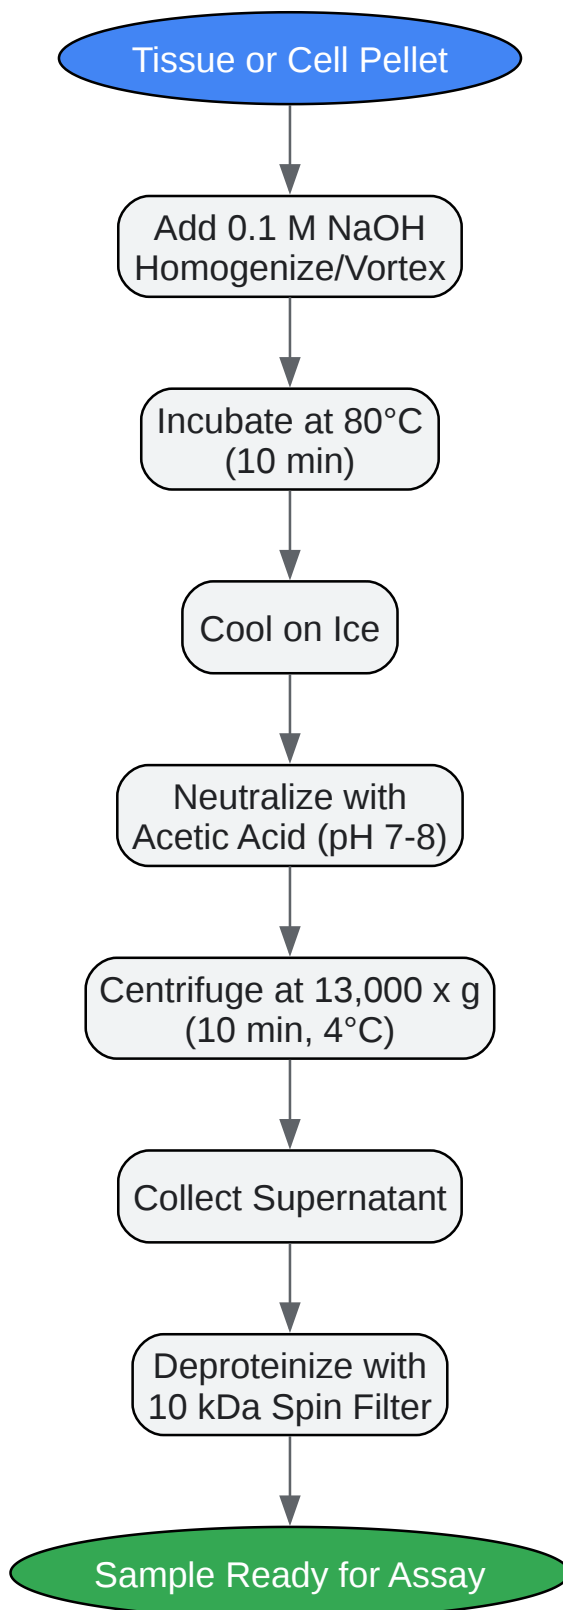 Tissue or Cell Pellet
Add 0.1 M NaOH
Homogenize/Vortex
Incubate at 80°C
(10 min)
Cool on Ice
Neutralize with
Acetic Acid (pH 7-8)
Centrifuge at 13,000 x g
(10 min, 4°C)
Collect Supernatant
Deproteinize with
10 kDa Spin Filter
Sample Ready for Assay